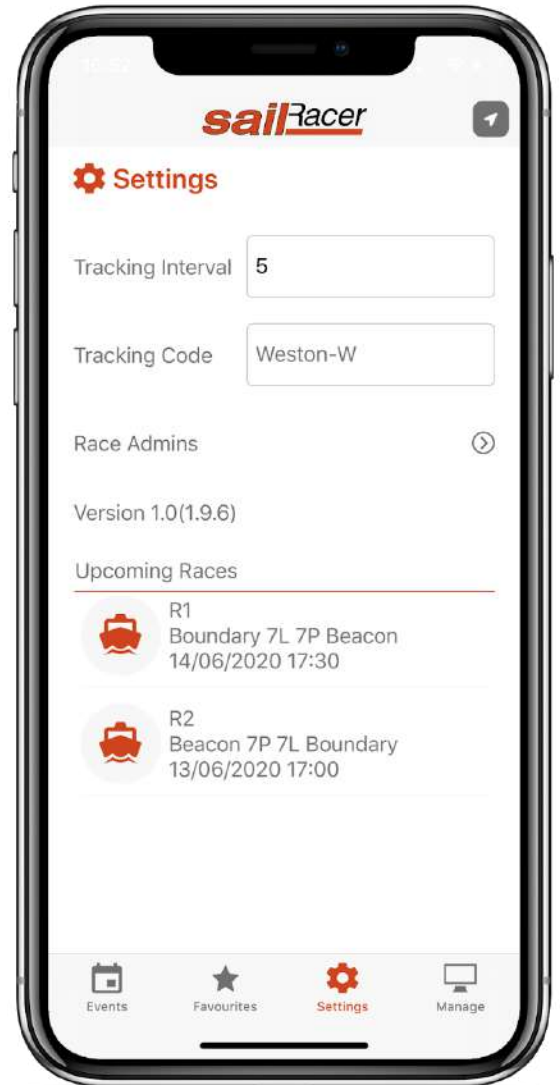 sailRacer
Settings
Tracking Interval 5
Tracking Code Weston-W
Race Admins
Version 1.0(1.9.6)
Upcoming Races
R1
Boundary 7L 7P Beacon
14/06/2020 17:30
R2
Beacon 7P 7L Boundary
13/06/2020 17:00
Events Favourites Settings Manage